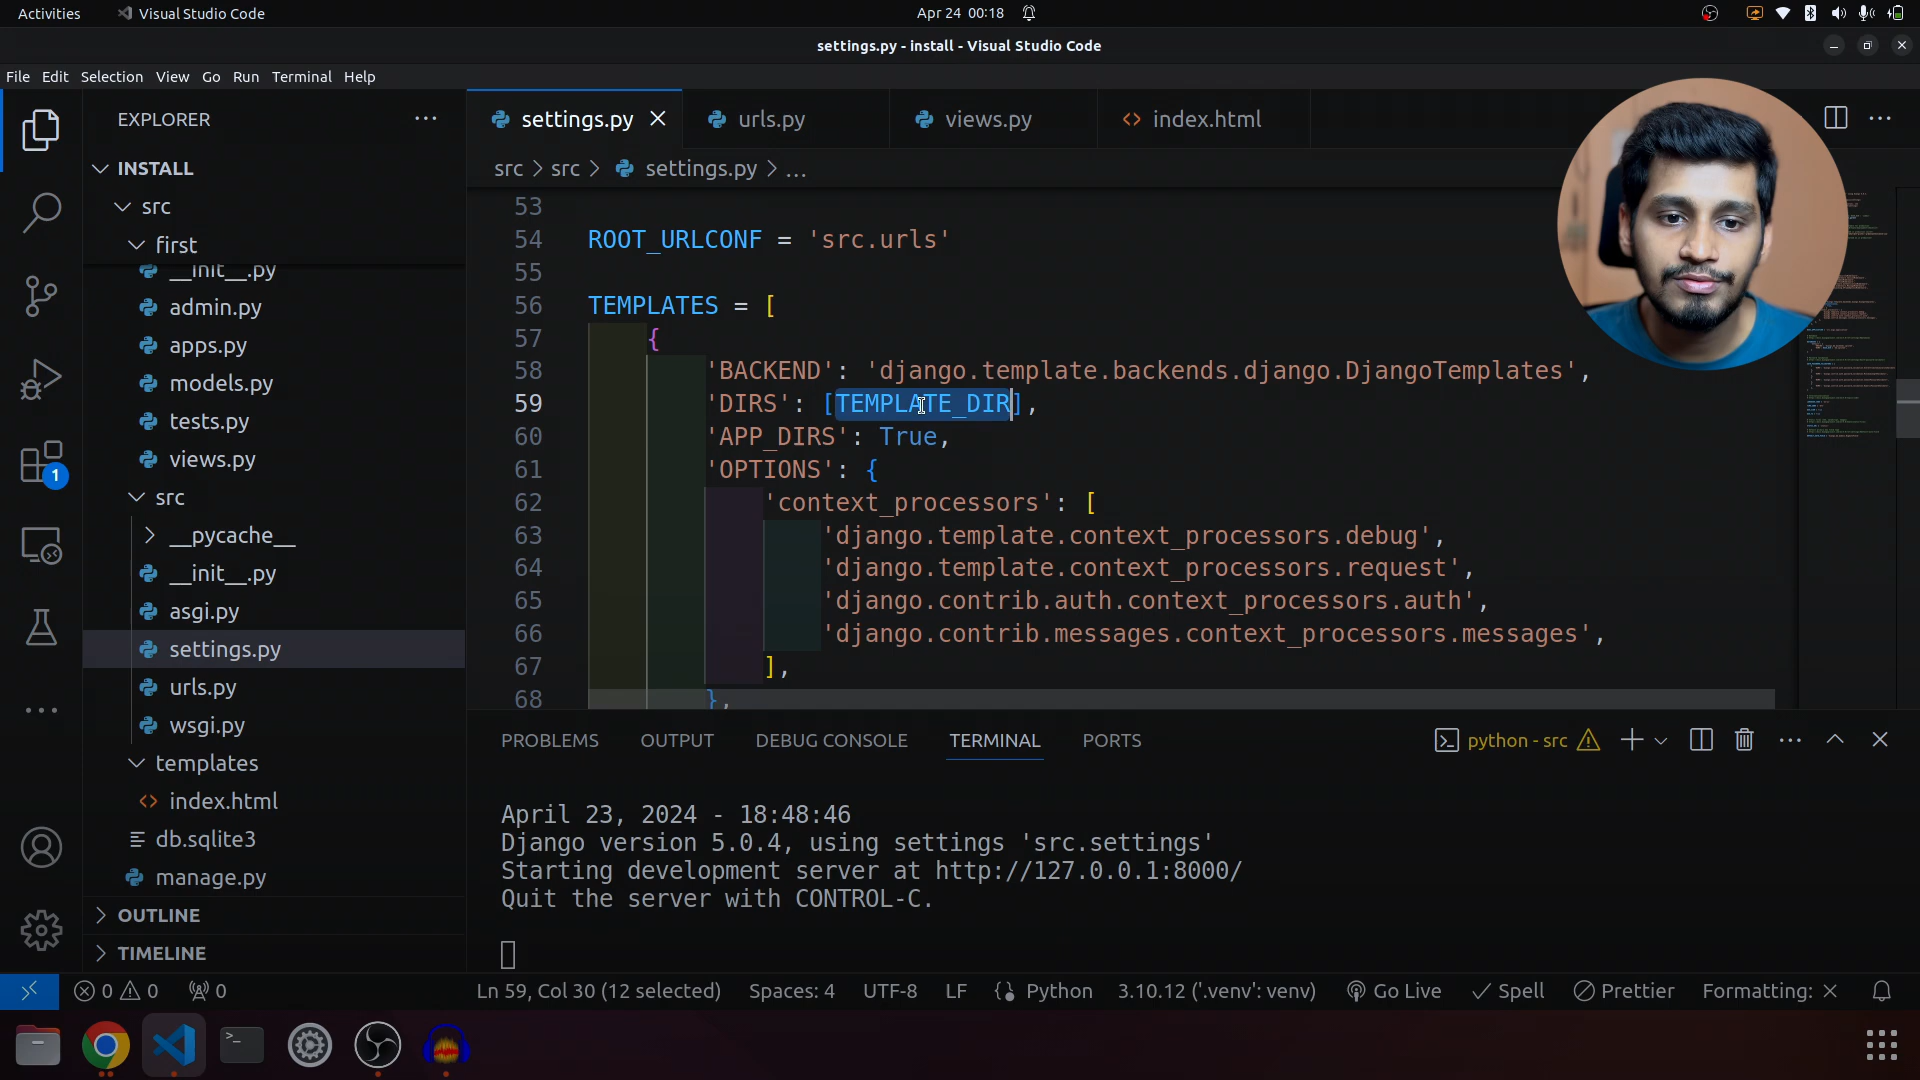 Activities
Visual Studio Code
Apr 24 00:18
settings.py - install - Visual Studio Code
File Edit Selection View Go Run Terminal Help
EXPLORER
INSTALL
src
first
__init__.py
admin.py
apps.py
models.py
tests.py
views.py
src
__pycache__
__init__.py
asgi.py
settings.py
urls.py
wsgi.py
templates
index.html
db.sqlite3
manage.py
OUTLINE
TIMELINE
1
settings.py
urls.py
views.py
index.html
src > src > settings.py > ...
53
54 ROOT_URLCONF = 'src.urls'
55
56 TEMPLATES = [
57 {
58 'BACKEND': 'django.template.backends.django.DjangoTemplates',
59 'DIRS': [TEMPLATE_DIR],
60 'APP_DIRS': True,
61 'OPTIONS': {
62 'context_processors': [
63 'django.template.context_processors.debug',
64 'django.template.context_processors.request',
65 'django.contrib.auth.context_processors.auth',
66 'django.contrib.messages.context_processors.messages',
67 ],
68 },
PROBLEMS OUTPUT DEBUG CONSOLE TERMINAL PORTS
python - src
April 23, 2024 - 18:48:46
Django version 5.0.4, using settings 'src.settings'
Starting development server at http://127.0.0.1:8000/
Quit the server with CONTROL-C.
0 0 0
Ln 59, Col 30 (12 selected)
Spaces: 4
UTF-8
LF
Python
3.10.12 ('.venv': venv)
Go Live
Spell
Prettier
Formatting: